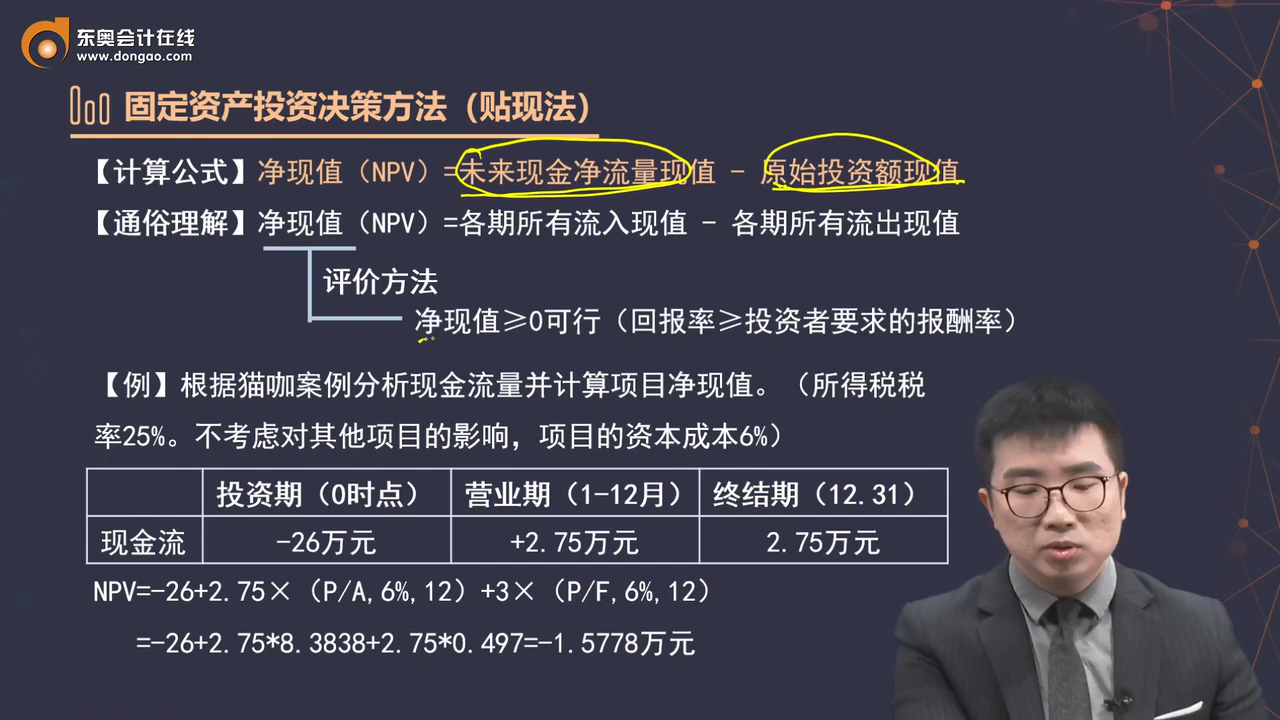 东奥会计在线
www.dongao.com
固定资产投资决策方法（贴现法）
【计算公式】净现值（NPV）=未来现金净流量现值 - 原始投资额现值
【通俗理解】净现值（NPV）=各期所有流入现值 - 各期所有流出现值
评价方法
净现值≥0可行（回报率≥投资者要求的报酬率）
【例】根据猫咖案例分析现金流量并计算项目净现值。（所得税税
率25%。不考虑对其他项目的影响，项目的资本成本6%）
投资期（0时点） 营业期（1-12月） 终结期（12.31）
现金流 -26万元 +2.75万元 2.75万元
NPV=-26+2.75×（P/A,6%,12）+3×（P/F,6%,12）
=-26+2.75*8.3838+2.75*0.497=-1.5778万元